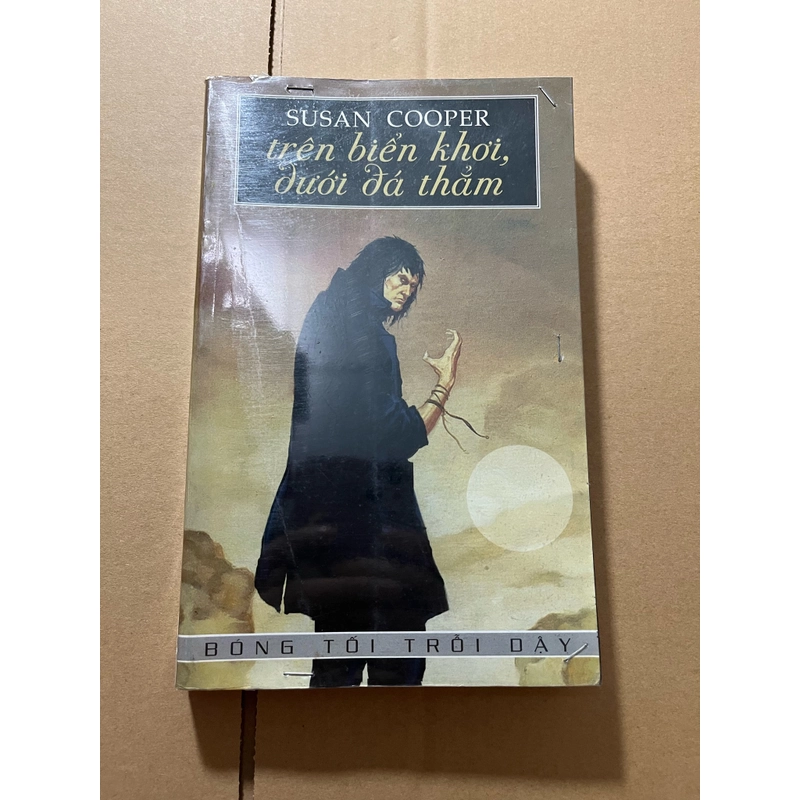 SUSAN COOPER
trên biển khơi,
dưới đá thẳm
BÓNG TỐI TRỖI DẬY